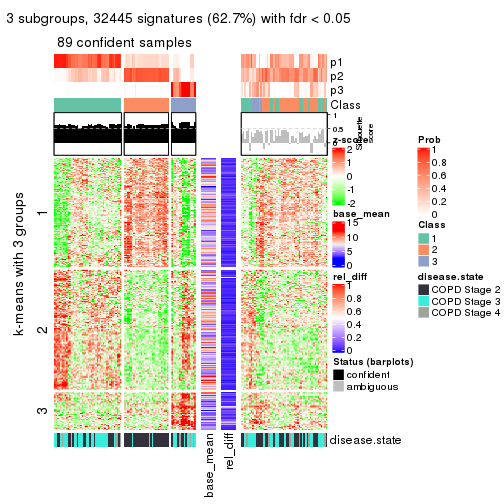 3 subgroups, 32445 signatures (62.7%) with fdr < 0.05
89 confident samples
p1
p2
p3
Class
1
0.5
0
Silhouette
score
k-means with 3 groups
1
2
3
z-score
2
1
0
-1
-2
base_mean
15
10
5
0
rel_diff
1
0.8
0.6
0.4
0.2
0
Status (barplots)
confident
ambiguous
Prob
1
0.8
0.6
0.4
0.2
0
Class
1
2
3
disease.state
COPD Stage 2
COPD Stage 3
COPD Stage 4
disease.state
base_mean
rel_diff